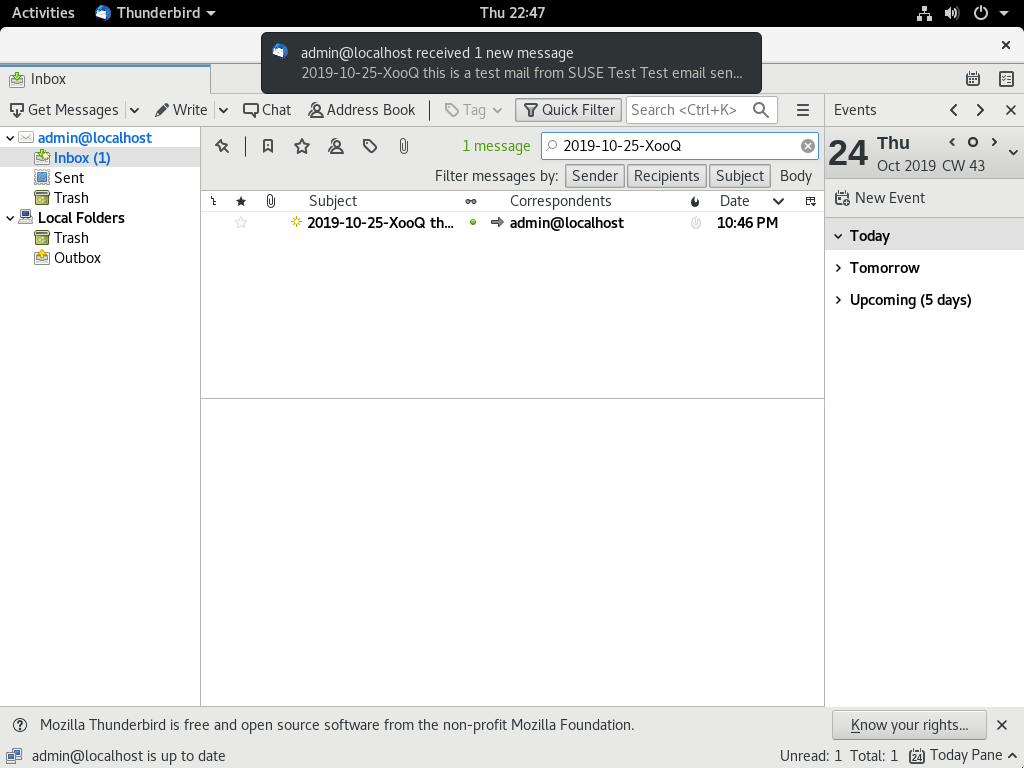 Activities Thunderbird Thu 22:47
admin@localhost received 1 new message
2019-10-25-XooQ this is a test mail from SUSE Test Test email sen...
Inbox
Get Messages Write Chat Address Book Tag Quick Filter Search <Ctrl+K> Events
admin@localhost
Inbox (1)
Sent
Trash
Local Folders
Trash
Outbox
1 message 2019-10-25-XooQ
Filter messages by: Sender Recipients Subject Body
Subject Correspondents Date
2019-10-25-XooQ th... admin@localhost 10:46 PM
24 Thu
Oct 2019 CW 43
New Event
Today
Tomorrow
Upcoming (5 days)
Mozilla Thunderbird is free and open source software from the non-profit Mozilla Foundation. Know your rights...
admin@localhost is up to date Unread: 1 Total: 1 24 Today Pane